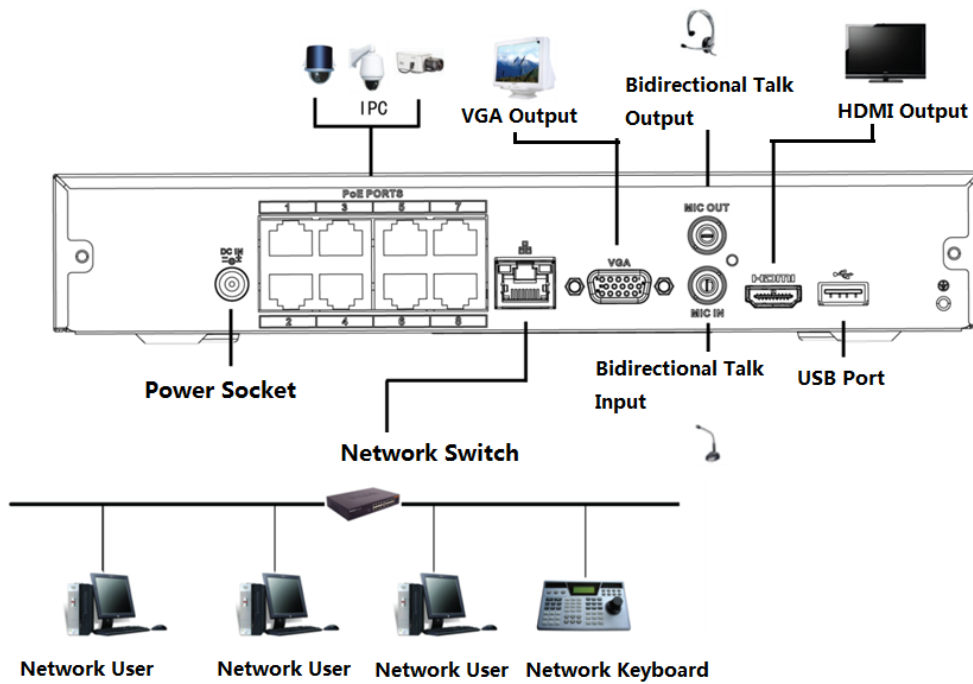 IPC
VGA Output
Bidirectional Talk
Output
HDMI Output
PoE PORTS
1 3 5 7
DC IN
VGA
MIC OUT
MIC IN
HDMI
2 4 6 8
Power Socket
Bidirectional Talk
Input
USB Port
Network Switch
Network User
Network User
Network User
Network Keyboard